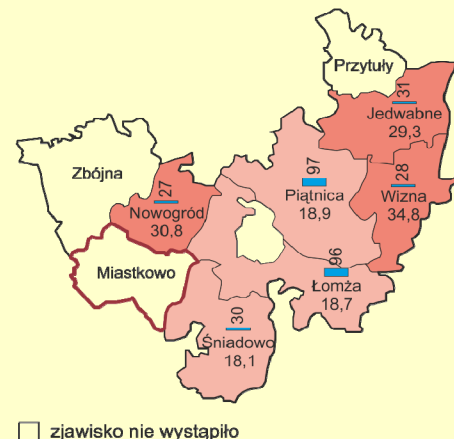 Przytuły
31
Jedwabne
29,3
Zbójna
97
Piątnica
18,9
28
Wizna
34,8
27
Nowogród
30,8
Miastkowo
96
Łomża
18,7
30
Śniadowo
18,1
zjawisko nie wystąpiło